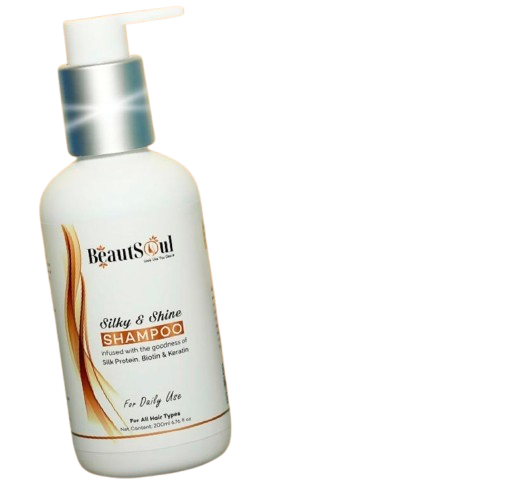 BeautSoul
Silky & Shine
SHAMPOO
infused with the goodness of
Silk Protein, Biotin & Keratin
For Daily Use
For All Hair Types
Net Content: 200ml 6.76 fl oz